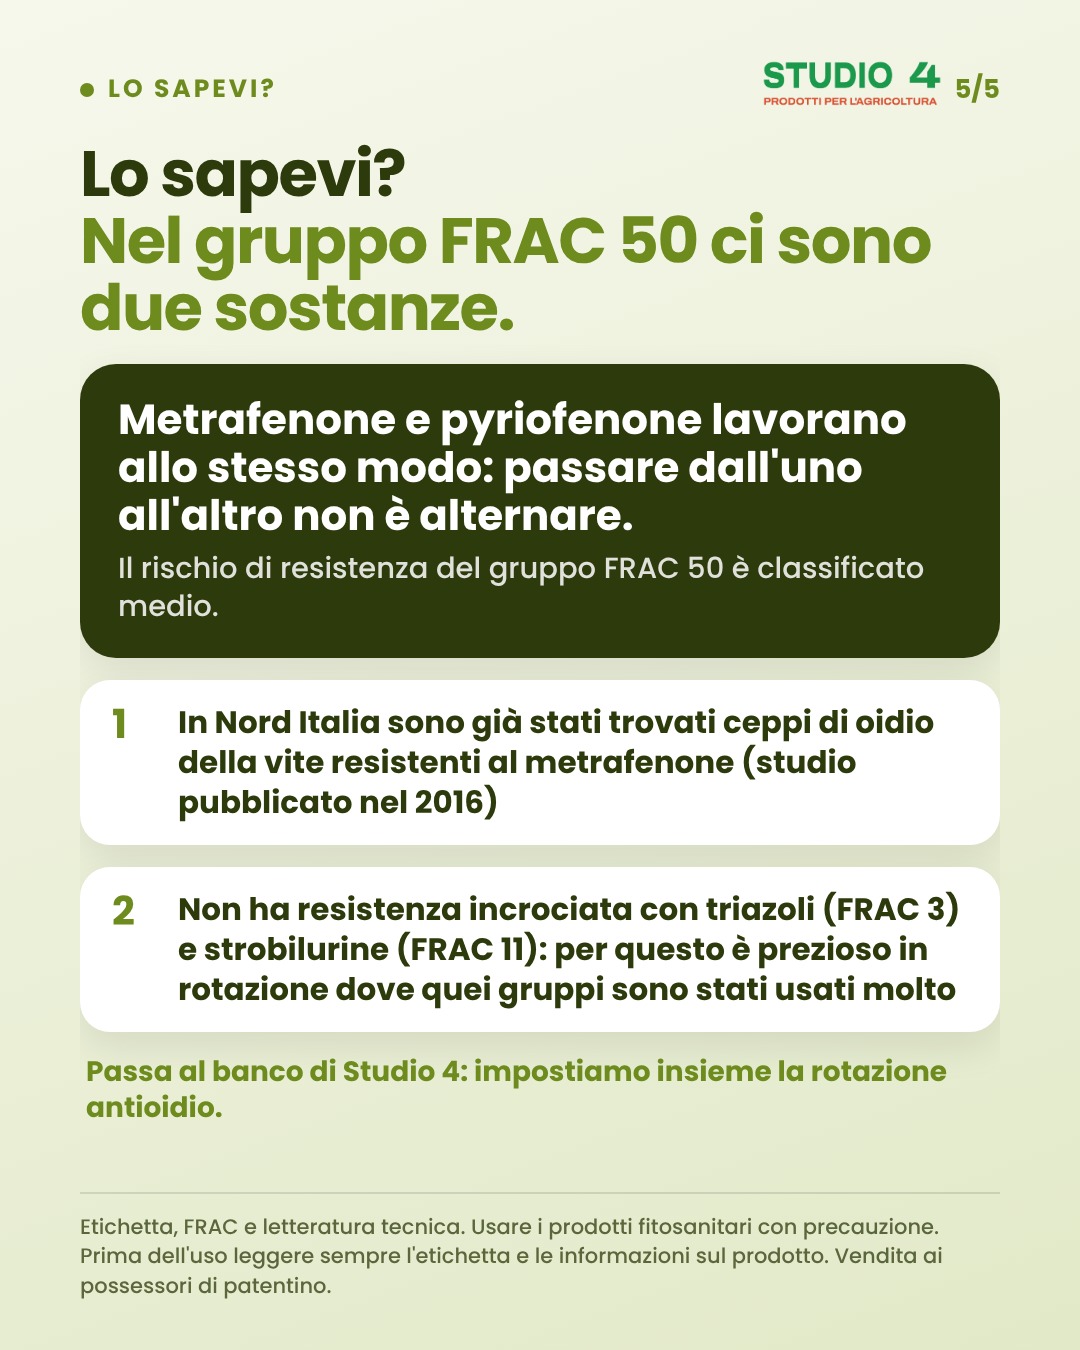 LO SAPEVI?
STUDIO 4
PRODOTTI PER L'AGRICOLTURA
5/5
Lo sapevi?
Nel gruppo FRAC 50 ci sono
due sostanze.
Metrafenone e pyriofenone lavorano
allo stesso modo: passare dall'uno
all'altro non è alternare.
Il rischio di resistenza del gruppo FRAC 50 è classificato
medio.
1
In Nord Italia sono già stati trovati ceppi di oidio
della vite resistenti al metrafenone (studio
pubblicato nel 2016)
2
Non ha resistenza incrociata con triazoli (FRAC 3)
e strobilurine (FRAC 11): per questo è prezioso in
rotazione dove quei gruppi sono stati usati molto
Passa al banco di Studio 4: impostiamo insieme la rotazione
antioidio.
Etichetta, FRAC e letteratura tecnica. Usare i prodotti fitosanitari con precauzione.
Prima dell'uso leggere sempre l'etichetta e le informazioni sul prodotto. Vendita ai
possessori di patentino.